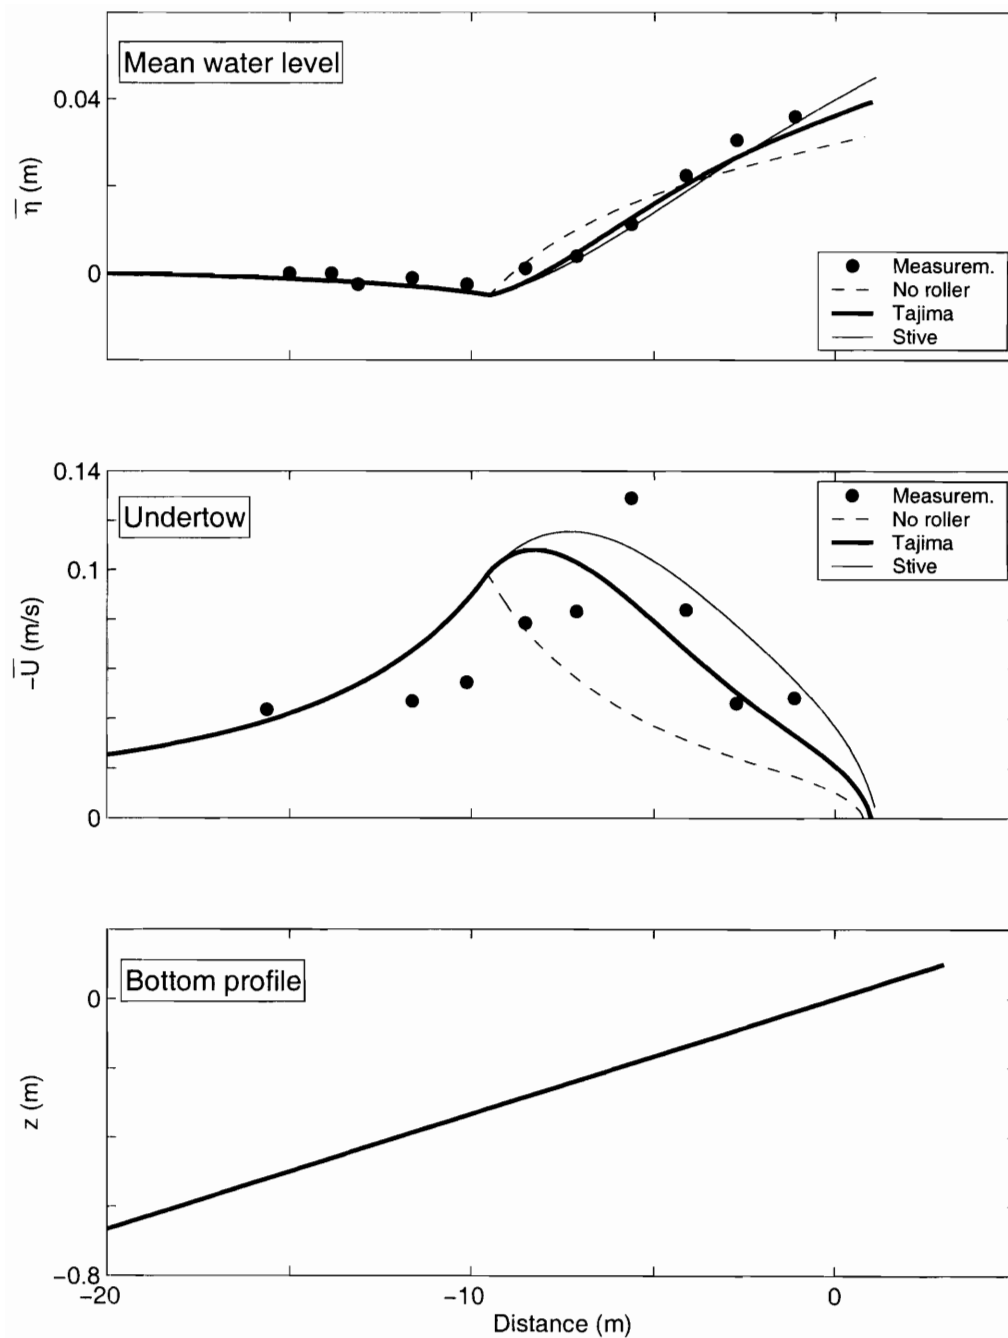 Mean water level
0.04
0
η̅ (m)
Measurem.
No roller
Tajima
Stive
0.14
Undertow
0.1
0
-U̅ (m/s)
Measurem.
No roller
Tajima
Stive
Bottom profile
0
z (m)
-0.8
-20
-10
0
Distance (m)